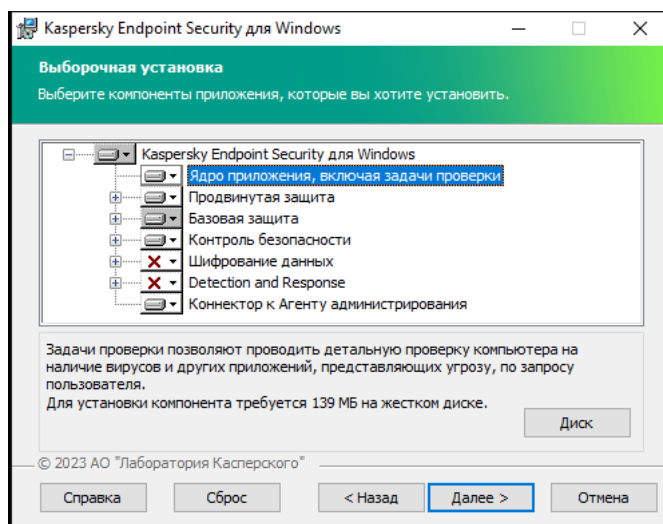 Kaspersky Endpoint Security для Windows
Выборочная установка
Выберите компоненты приложения, которые вы хотите установить.
Kaspersky Endpoint Security для Windows
Ядро приложения, включая задачи проверки
Продвинутая защита
Базовая защита
Контроль безопасности
Шифрование данных
Detection and Response
Коннектор к Агенту администрирования
Задачи проверки позволяют проводить детальную проверку компьютера на
наличие вирусов и других приложений, представляющих угрозу, по запросу
пользователя.
Для установки компонента требуется 139 МБ на жестком диске.
Диск
© 2023 АО "Лаборатория Касперского"
Справка Сброс < Назад Далее > Отмена